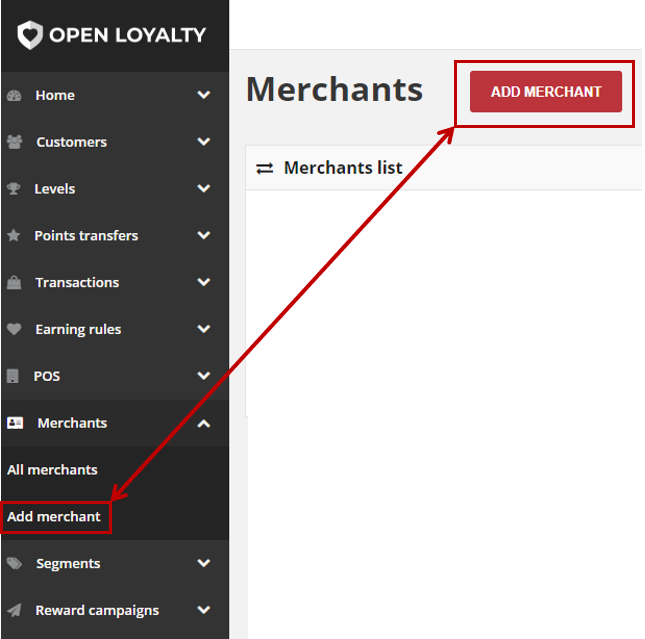 OPEN LOYALTY
Home
Customers
Levels
Points transfers
Transactions
Earning rules
POS
Merchants
All merchants
Add merchant
Segments
Reward campaigns
Merchants
ADD MERCHANT
Merchants list